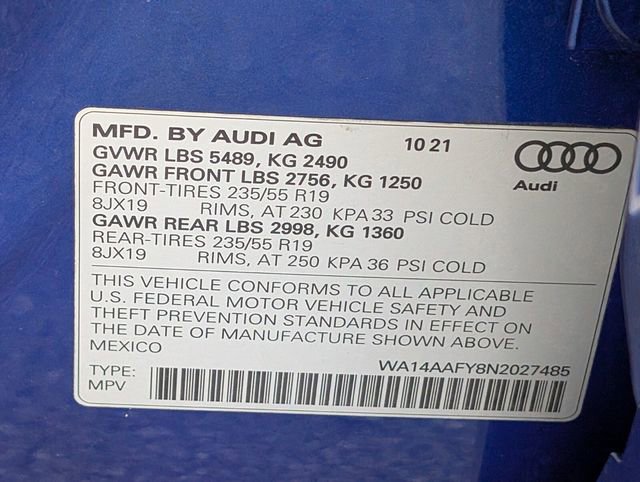 MFD. BY AUDI AG 10 21
GVWR LBS 5489, KG 2490
GAWR FRONT LBS 2756, KG 1250
FRONT-TIRES 235/55 R19
8JX19 RIMS, AT 230 KPA 33 PSI COLD
GAWR REAR LBS 2998, KG 1360
REAR-TIRES 235/55 R19
8JX19 RIMS, AT 250 KPA 36 PSI COLD
Audi
THIS VEHICLE CONFORMS TO ALL APPLICABLE
U.S. FEDERAL MOTOR VEHICLE SAFETY AND
THEFT PREVENTION STANDARDS IN EFFECT ON
THE DATE OF MANUFACTURE SHOWN ABOVE.
MEXICO
TYPE: WA14AAFY8N2027485
MPV